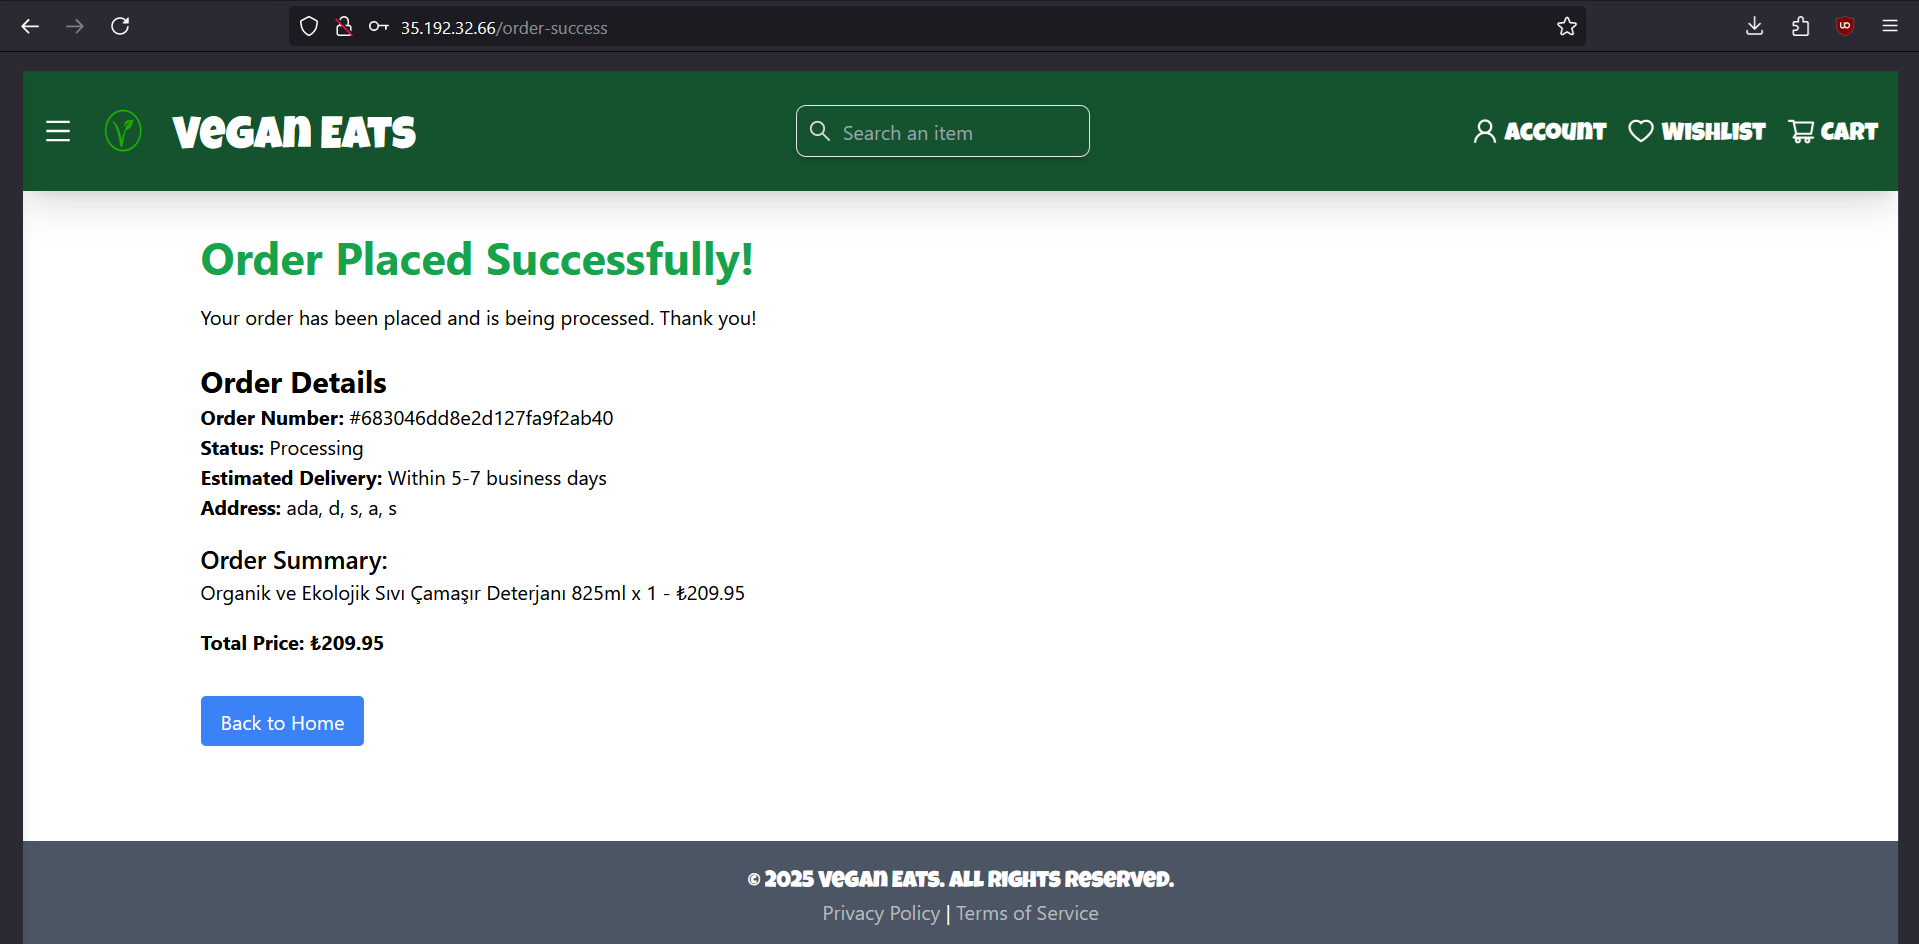 35.192.32.66/order-success
Vegan Eats
Search an item
Account
Wishlist
Cart
Order Placed Successfully!
Your order has been placed and is being processed. Thank you!
Order Details
Order Number: #683046dd8e2d127fa9f2ab40
Status: Processing
Estimated Delivery: Within 5-7 business days
Address: ada, d, s, a, s
Order Summary:
Organik ve Ekolojik Sıvı Çamaşır Deterjanı 825ml x 1 - ₺209.95
Total Price: ₺209.95
Back to Home
© 2025 Vegan Eats. All Rights Reserved.
Privacy Policy | Terms of Service